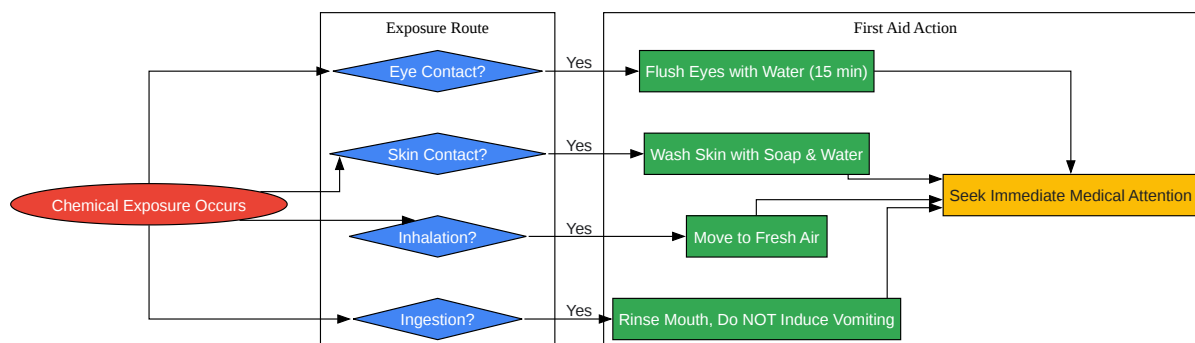 Exposure Route
First Aid Action
Eye Contact?
Yes
Flush Eyes with Water (15 min)
Skin Contact?
Yes
Wash Skin with Soap & Water
Chemical Exposure Occurs
Seek Immediate Medical Attention
Inhalation?
Yes
Move to Fresh Air
Ingestion?
Yes
Rinse Mouth, Do NOT Induce Vomiting